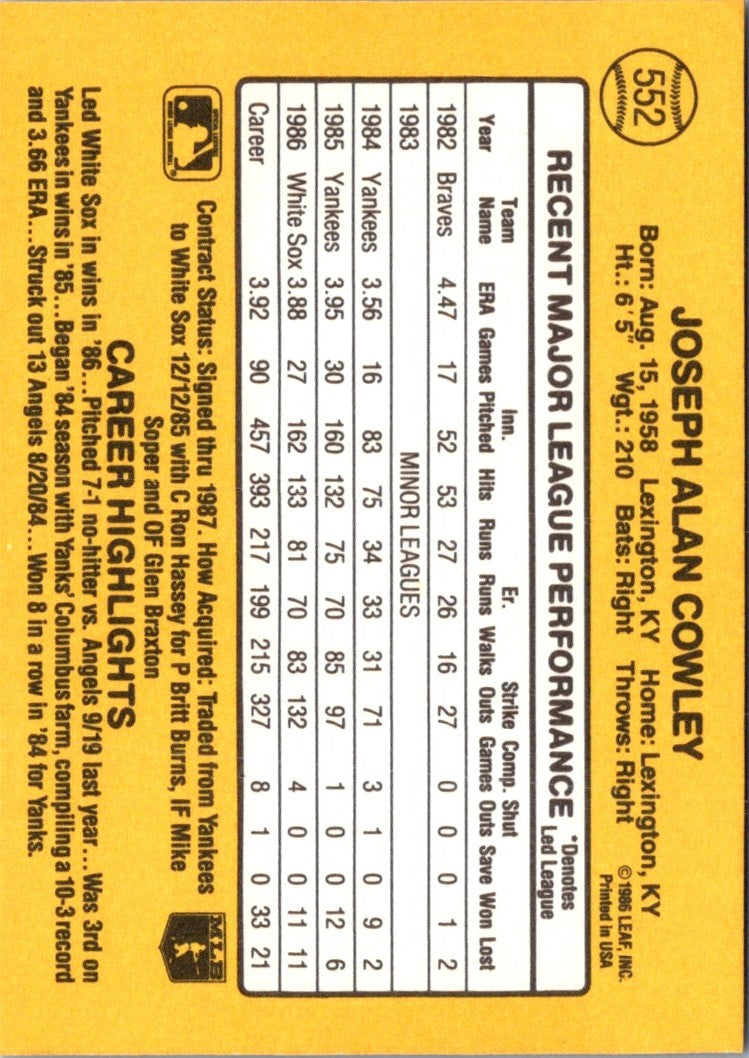 552
JOSEPH ALAN COWLEY
Born: Aug. 15, 1958 Lexington, KY Home: Lexington, KY
Ht.: 6'5" Wgt.: 210 Bats: Right Throws: Right
©1986 LEAF, INC.
Printed in USA
RECENT MAJOR LEAGUE PERFORMANCE *Denotes
Led League
Team Inn. Er. Strike Comp. Shut
Year Name ERA Games Pitched Hits Runs Runs Walks Outs Games Outs Save Won Lost
1982 Braves 4.47 17 52 53 27 26 16 27 0 0 0 1 2
1983 MINOR LEAGUES
1984 Yankees 3.56 16 83 75 34 33 31 71 3 1 0 9 2
1985 Yankees 3.95 30 160 132 75 70 85 97 1 0 0 12 6
1986 White Sox 3.88 27 162 133 81 70 83 132 4 0 0 11 11
Career 3.92 90 457 393 217 199 215 327 8 1 0 33 21
Contract Status: Signed thru 1987. How Acquired: Traded from Yankees
to White Sox 12/12/85 with C Ron Hassey for P Britt Burns, IF Mike
Soper and OF Glen Braxton
MLB
CAREER HIGHLIGHTS
Led White Sox in wins in '86...Pitched 7-1 no-hitter vs. Angels 9/19 last year...Was 3rd on
Yankees in wins in '85...Began '84 season with Yanks' Columbus farm, compiling a 10-3 record
and 3.66 ERA...Struck out 13 Angels 8/20/84...Won 8 in a row in '84 for Yanks.